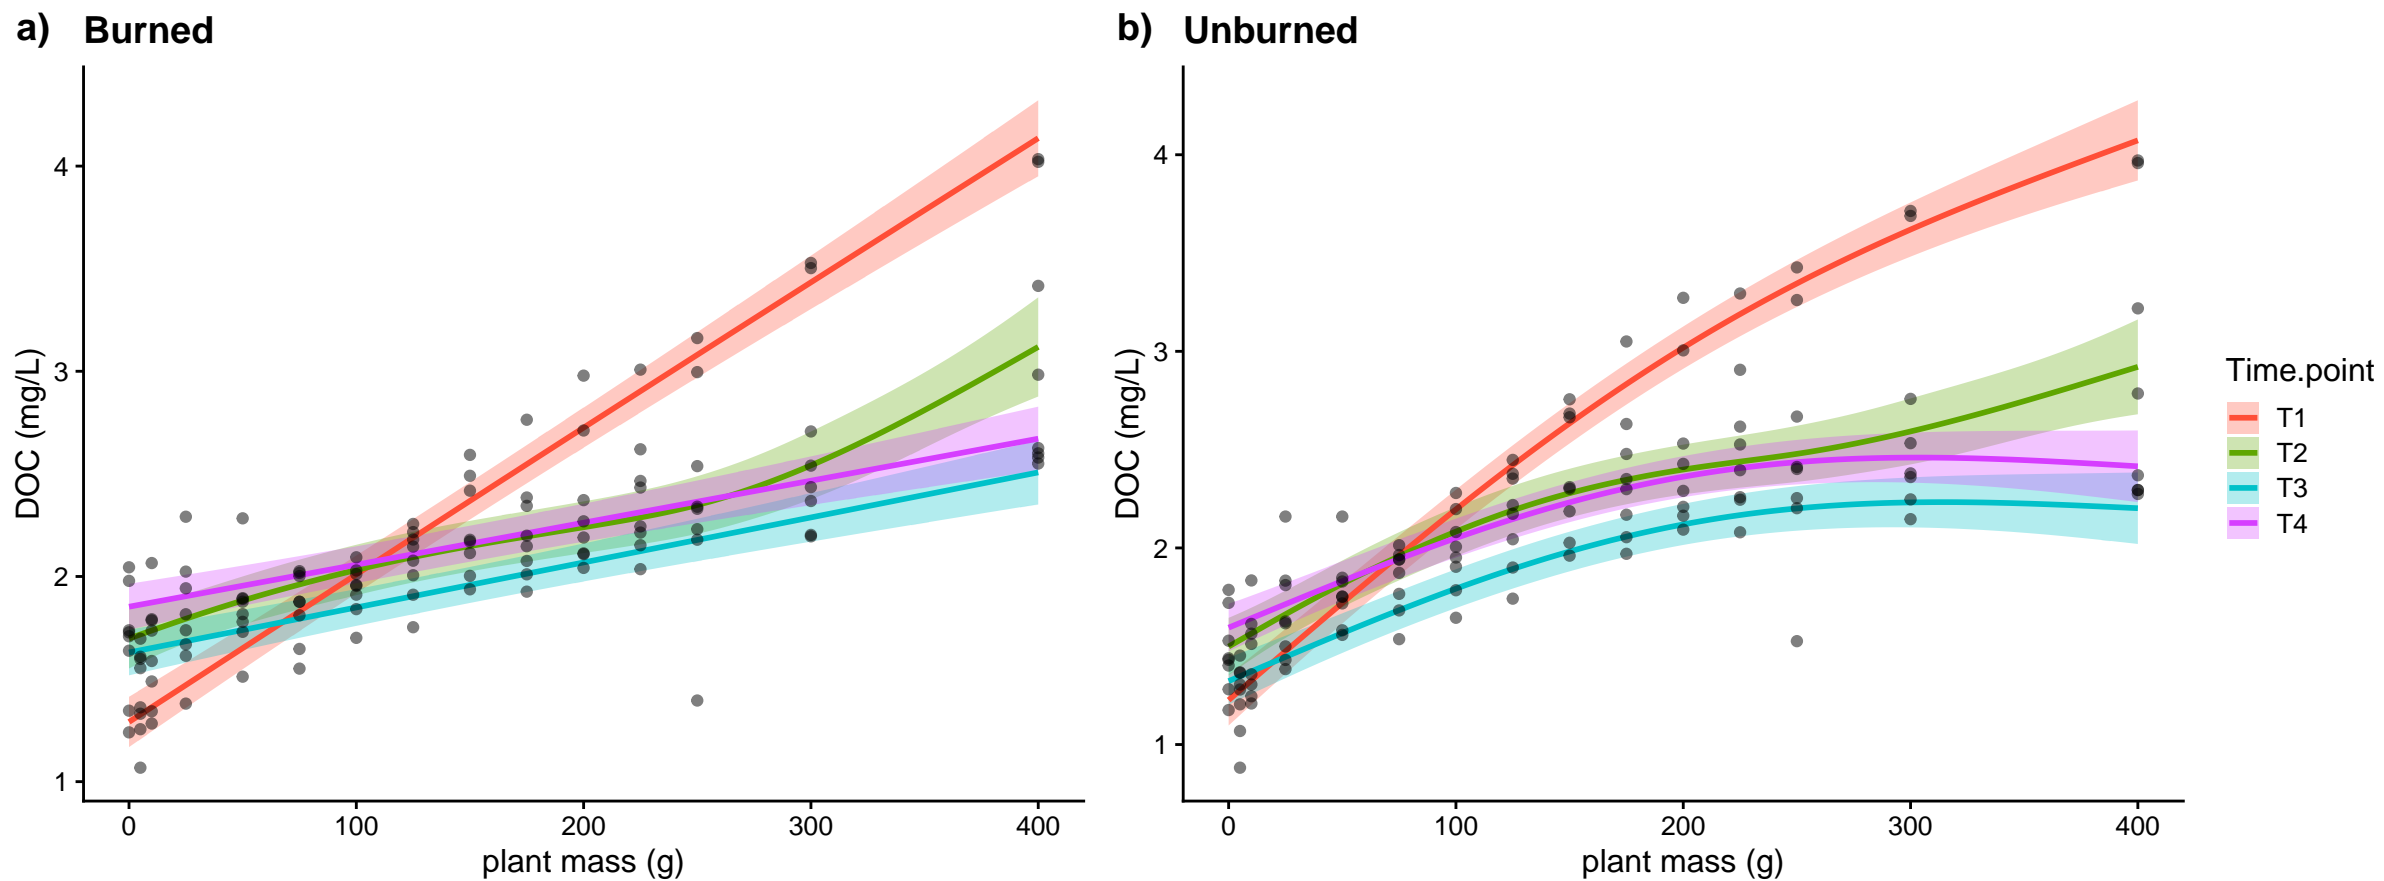 a) Burned
4
3
2
1
DOC (mg/L)
0 100 200 300 400
plant mass (g)
b) Unburned
4
3
2
1
DOC (mg/L)
0 100 200 300 400
plant mass (g)
Time.point
T1
T2
T3
T4